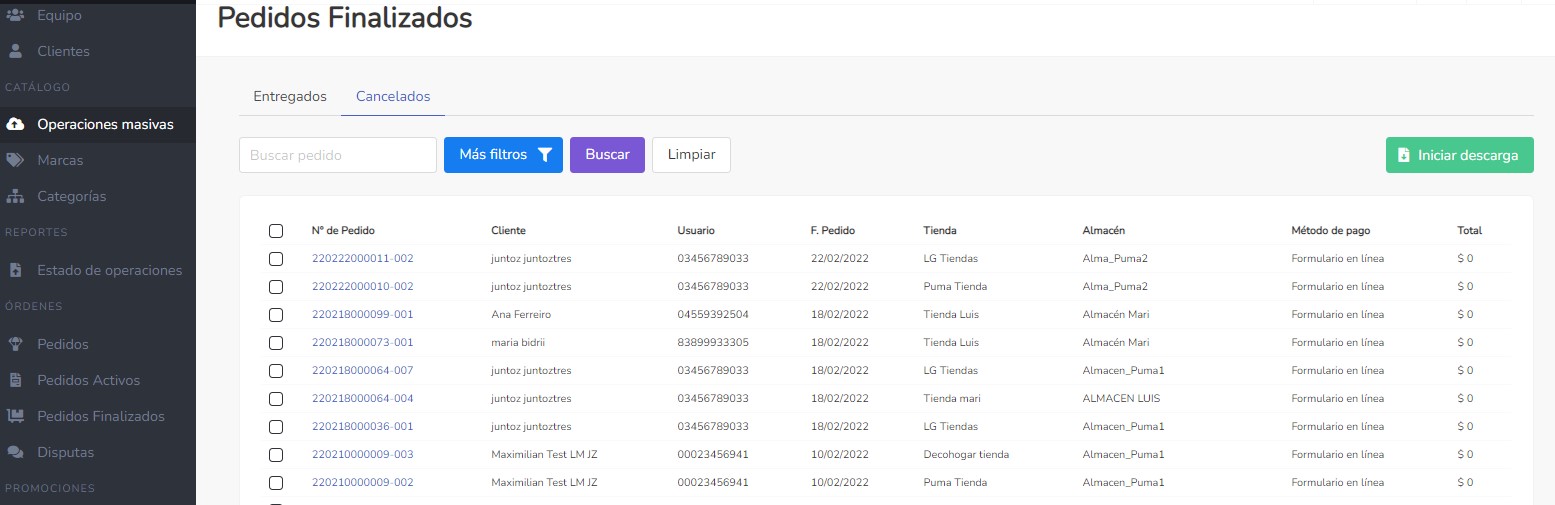 Equipo
Clientes
CATÁLOGO
Operaciones masivas
Marcas
Categorías
REPORTES
Estado de operaciones
ÓRDENES
Pedidos
Pedidos Activos
Pedidos Finalizados
Disputas
PROMOCIONES
Pedidos Finalizados
Entregados Cancelados
Buscar pedido Más filtros Buscar Limpiar Iniciar descarga
N° de Pedido Cliente Usuario F. Pedido Tienda Almacén Método de pago Total
220222000011-002 juntoz juntoztres 03456789033 22/02/2022 LG Tiendas Alma_Puma2 Formulario en línea $ 0
220222000010-002 juntoz juntoztres 03456789033 22/02/2022 Puma Tienda Alma_Puma2 Formulario en línea $ 0
220218000099-001 Ana Ferreiro 04559392504 18/02/2022 Tienda Luis Almacén Mari Formulario en línea $ 0
220218000073-001 maria bidrii 83899933305 18/02/2022 Tienda Luis Almacén Mari Formulario en línea $ 0
220218000064-007 juntoz juntoztres 03456789033 18/02/2022 LG Tiendas Almacen_Puma1 Formulario en línea $ 0
220218000064-004 juntoz juntoztres 03456789033 18/02/2022 Tienda mari ALMACEN LUIS Formulario en línea $ 0
220218000036-001 juntoz juntoztres 03456789033 18/02/2022 LG Tiendas Almacen_Puma1 Formulario en línea $ 0
220210000009-003 Maximilian Test LM JZ 00023456941 10/02/2022 Decohogar tienda Almacen_Puma1 Formulario en línea $ 0
220210000009-002 Maximilian Test LM JZ 00023456941 10/02/2022 Puma Tienda Almacen_Puma1 Formulario en línea $ 0